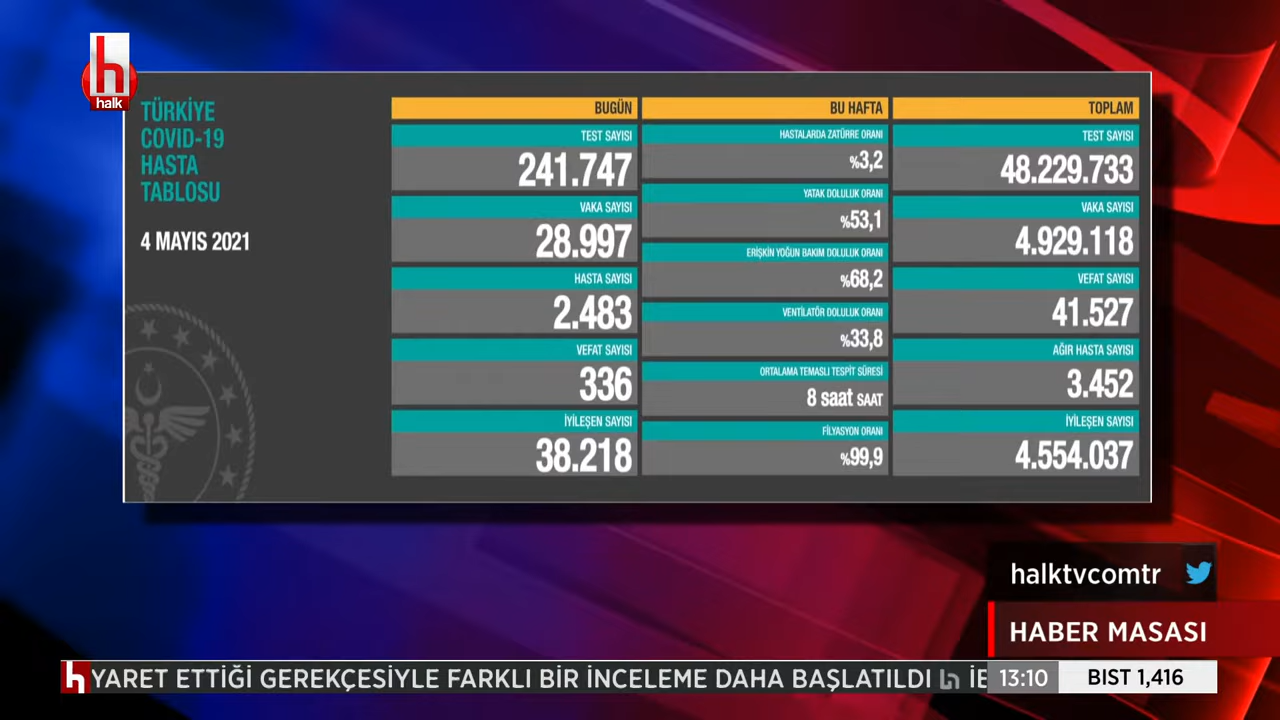 h
halk
TÜRKİYE
COVID-19
HASTA
TABLOSU
4 MAYIS 2021
BUGÜN
TEST SAYISI
241.747
VAKA SAYISI
28.997
HASTA SAYISI
2.483
VEFAT SAYISI
336
İYİLEŞEN SAYISI
38.218
BU HAFTA
HASTALARDA ZATÜRRE ORANI
%3,2
YATAK DOLULUK ORANI
%53,1
ERİŞKİN YOĞUN BAKIM DOLULUK ORANI
%68,2
VENTİLATÖR DOLULUK ORANI
%33,8
ORTALAMA TEMASLI TESPİT SÜRESİ
8 saat SAAT
FİLYASYON ORANI
%99,9
TOPLAM
TEST SAYISI
48.229.733
VAKA SAYISI
4.929.118
VEFAT SAYISI
41.527
AĞIR HASTA SAYISI
3.452
İYİLEŞEN SAYISI
4.554.037
halktvcomtr
HABER MASASI
h YARET ETTİĞİ GEREKÇESİYLE FARKLI BİR İNCELEME DAHA BAŞLATILDI h İE 13:10 BIST 1,416